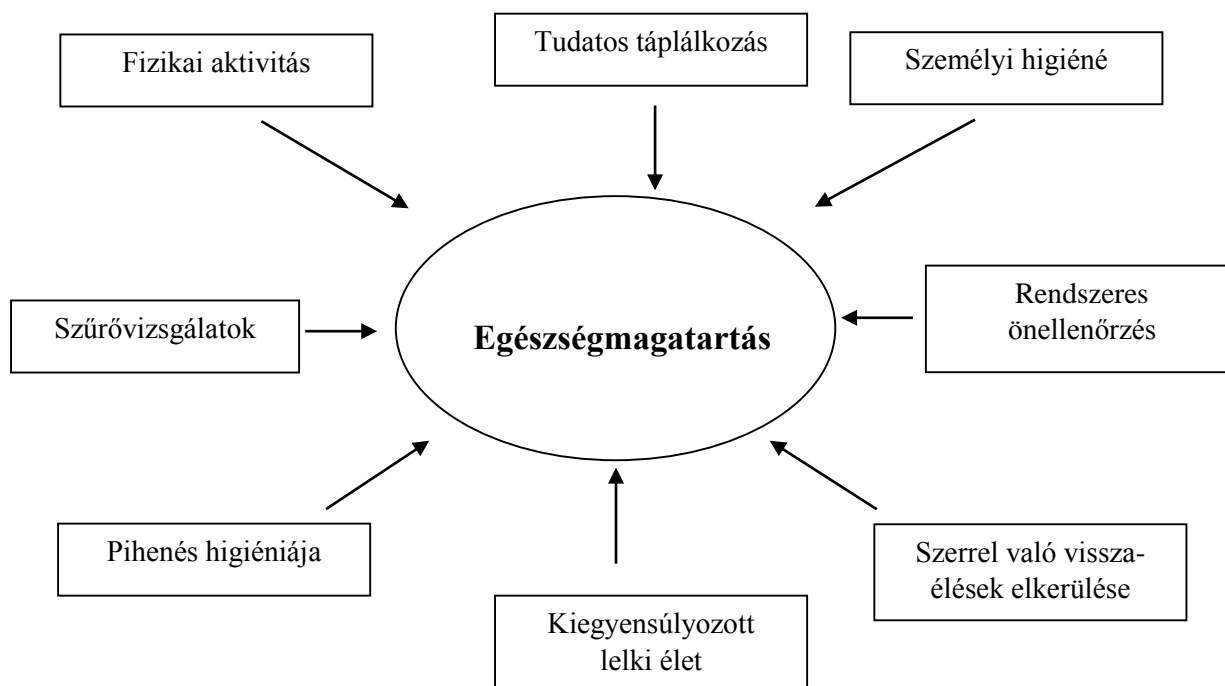 Fizikai aktivitás
Tudatos táplálkozás
Személyi higiéné
Szűrővizsgálatok
Egészségmagatartás
Rendszeres
önellenőrzés
Pihenés higiéniája
Kiegyensúlyozott
lelki élet
Szerrel való vissza-
élések elkerülése